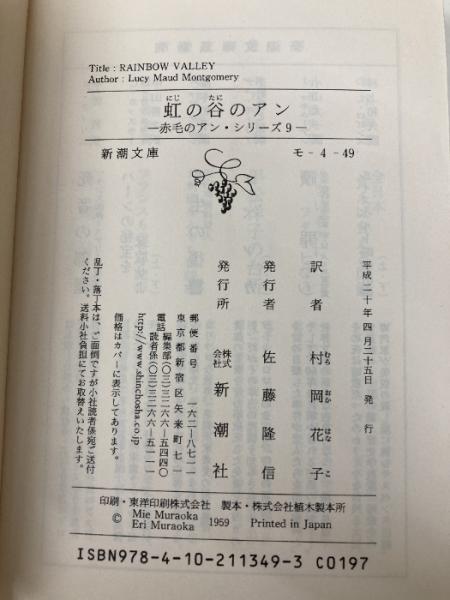 Title : RAINBOW VALLEY
Author : Lucy Maud Montgomery
虹の谷のアン
にじ たに
―赤毛のアン・シリーズ9―
新潮文庫
モ - 4 - 49
平成二十年四月二十五日発行
訳者 村岡花子
むら おか はな こ
発行者 佐藤隆信
発行所 株式会社 新潮社
郵便番号 一六二―八七一一
東京都新宿区矢来町七一
電話 編集部(〇三)三二六六―五四四〇
読者係(〇三)三二六六―五一一一
http://www.shinchosha.co.jp
価格はカバーに表示してあります。
乱丁・落丁本は、ご面倒ですが小社読者係宛ご送付
ください。送料小社負担にてお取替えいたします。
印刷・東洋印刷株式会社 製本・株式会社植木製本所
© Mie Muraoka
Eri Muraoka 1959 Printed in Japan
ISBN978-4-10-211349-3 C0197